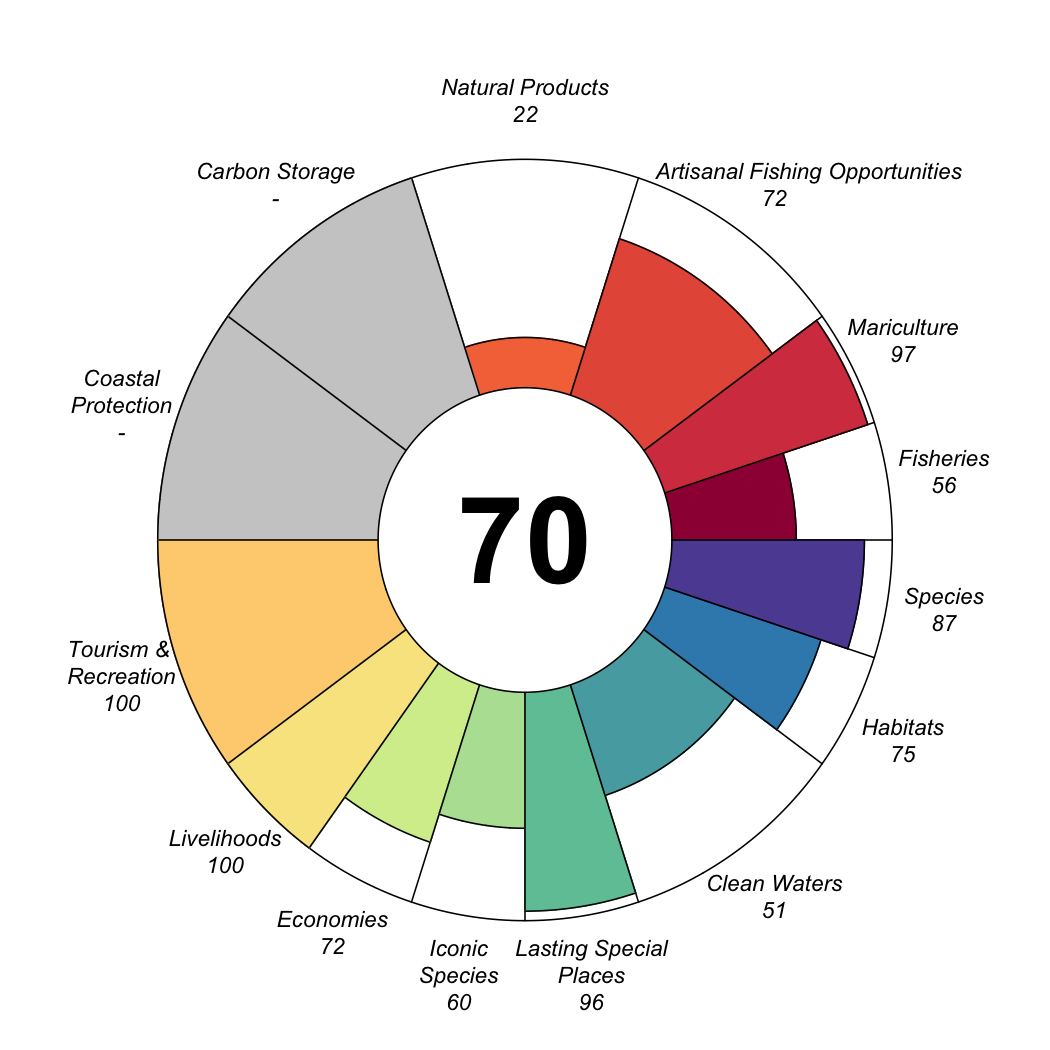 Natural Products
22
Artisanal Fishing Opportunities
72
Carbon Storage
-
Mariculture
97
Coastal
Protection
-
Fisheries
56
70
Species
87
Tourism &
Recreation
100
Habitats
75
Livelihoods
100
Clean Waters
51
Economies
72
Iconic
Species
60
Lasting Special
Places
96